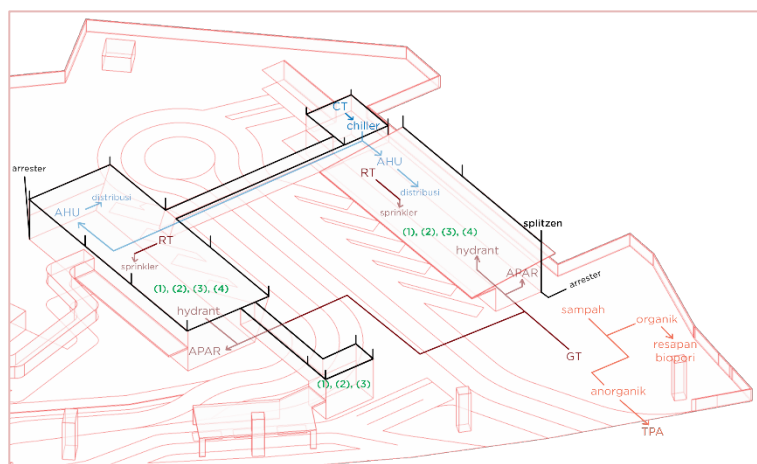 CT
chiller
AHU
RT
distribusi
sprinkler
(1), (2), (3), (4)
hydrant
APAR
splitzen
arrester
arrester
distribusi
AHU
RT
sprinkler
(1), (2), (3), (4)
hydrant
APAR
(1), (2), (3)
GT
sampah
organik
resapan
biopori
anorganik
TPA